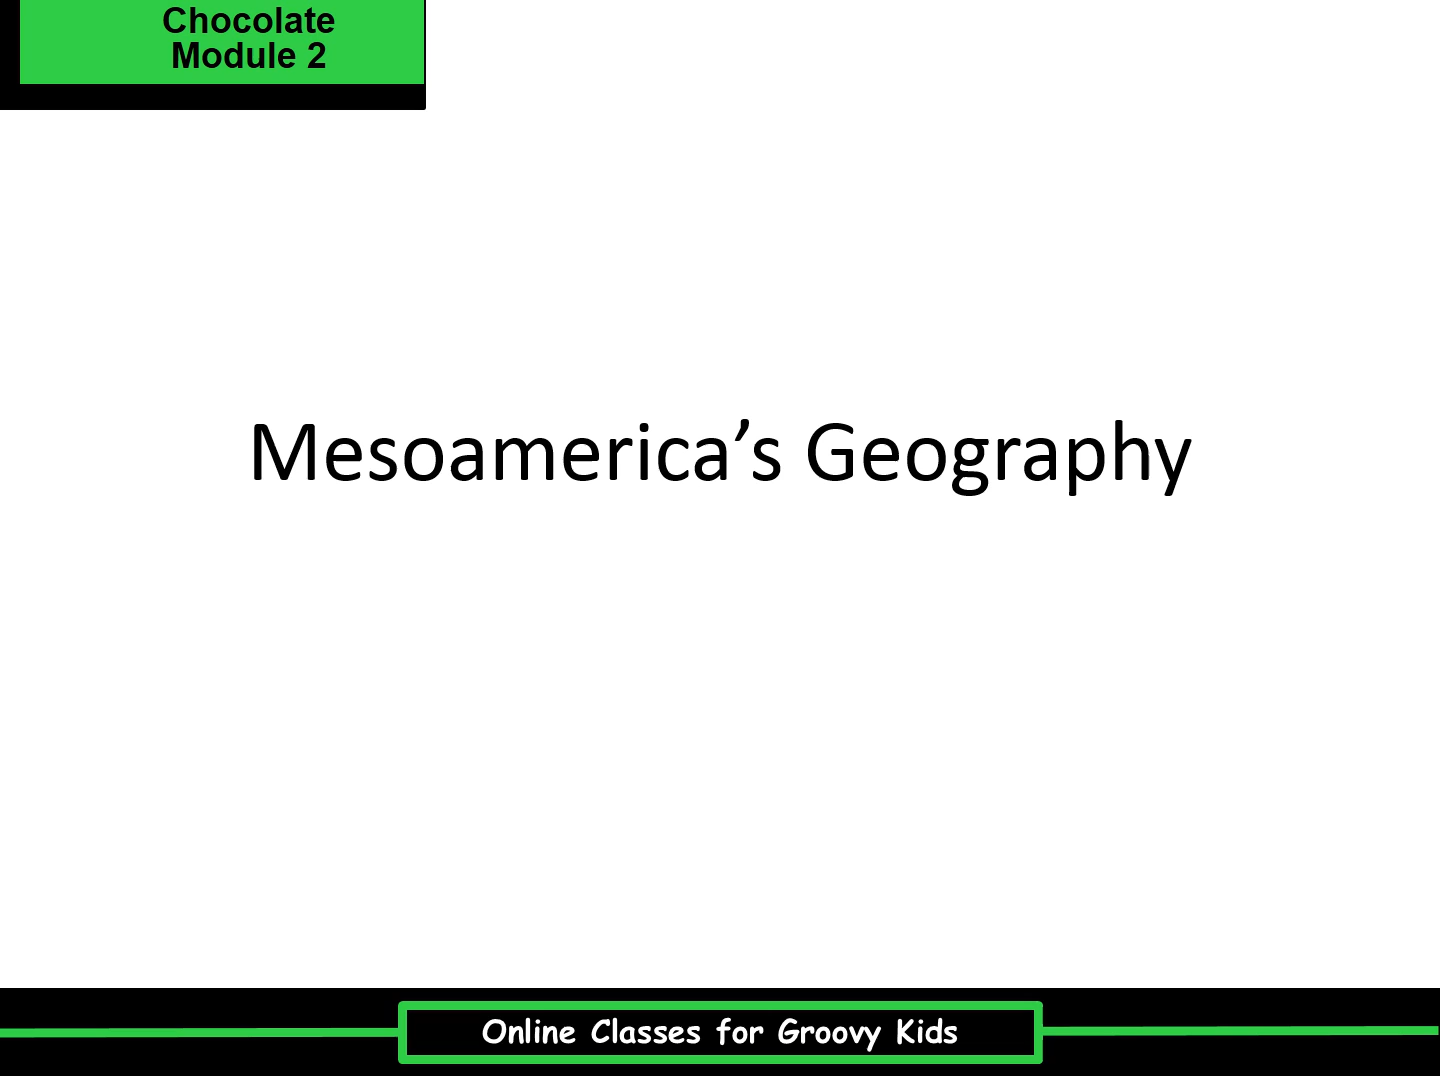 Chocolate
Module 2
Mesoamerica’s Geography
Online Classes for Groovy Kids